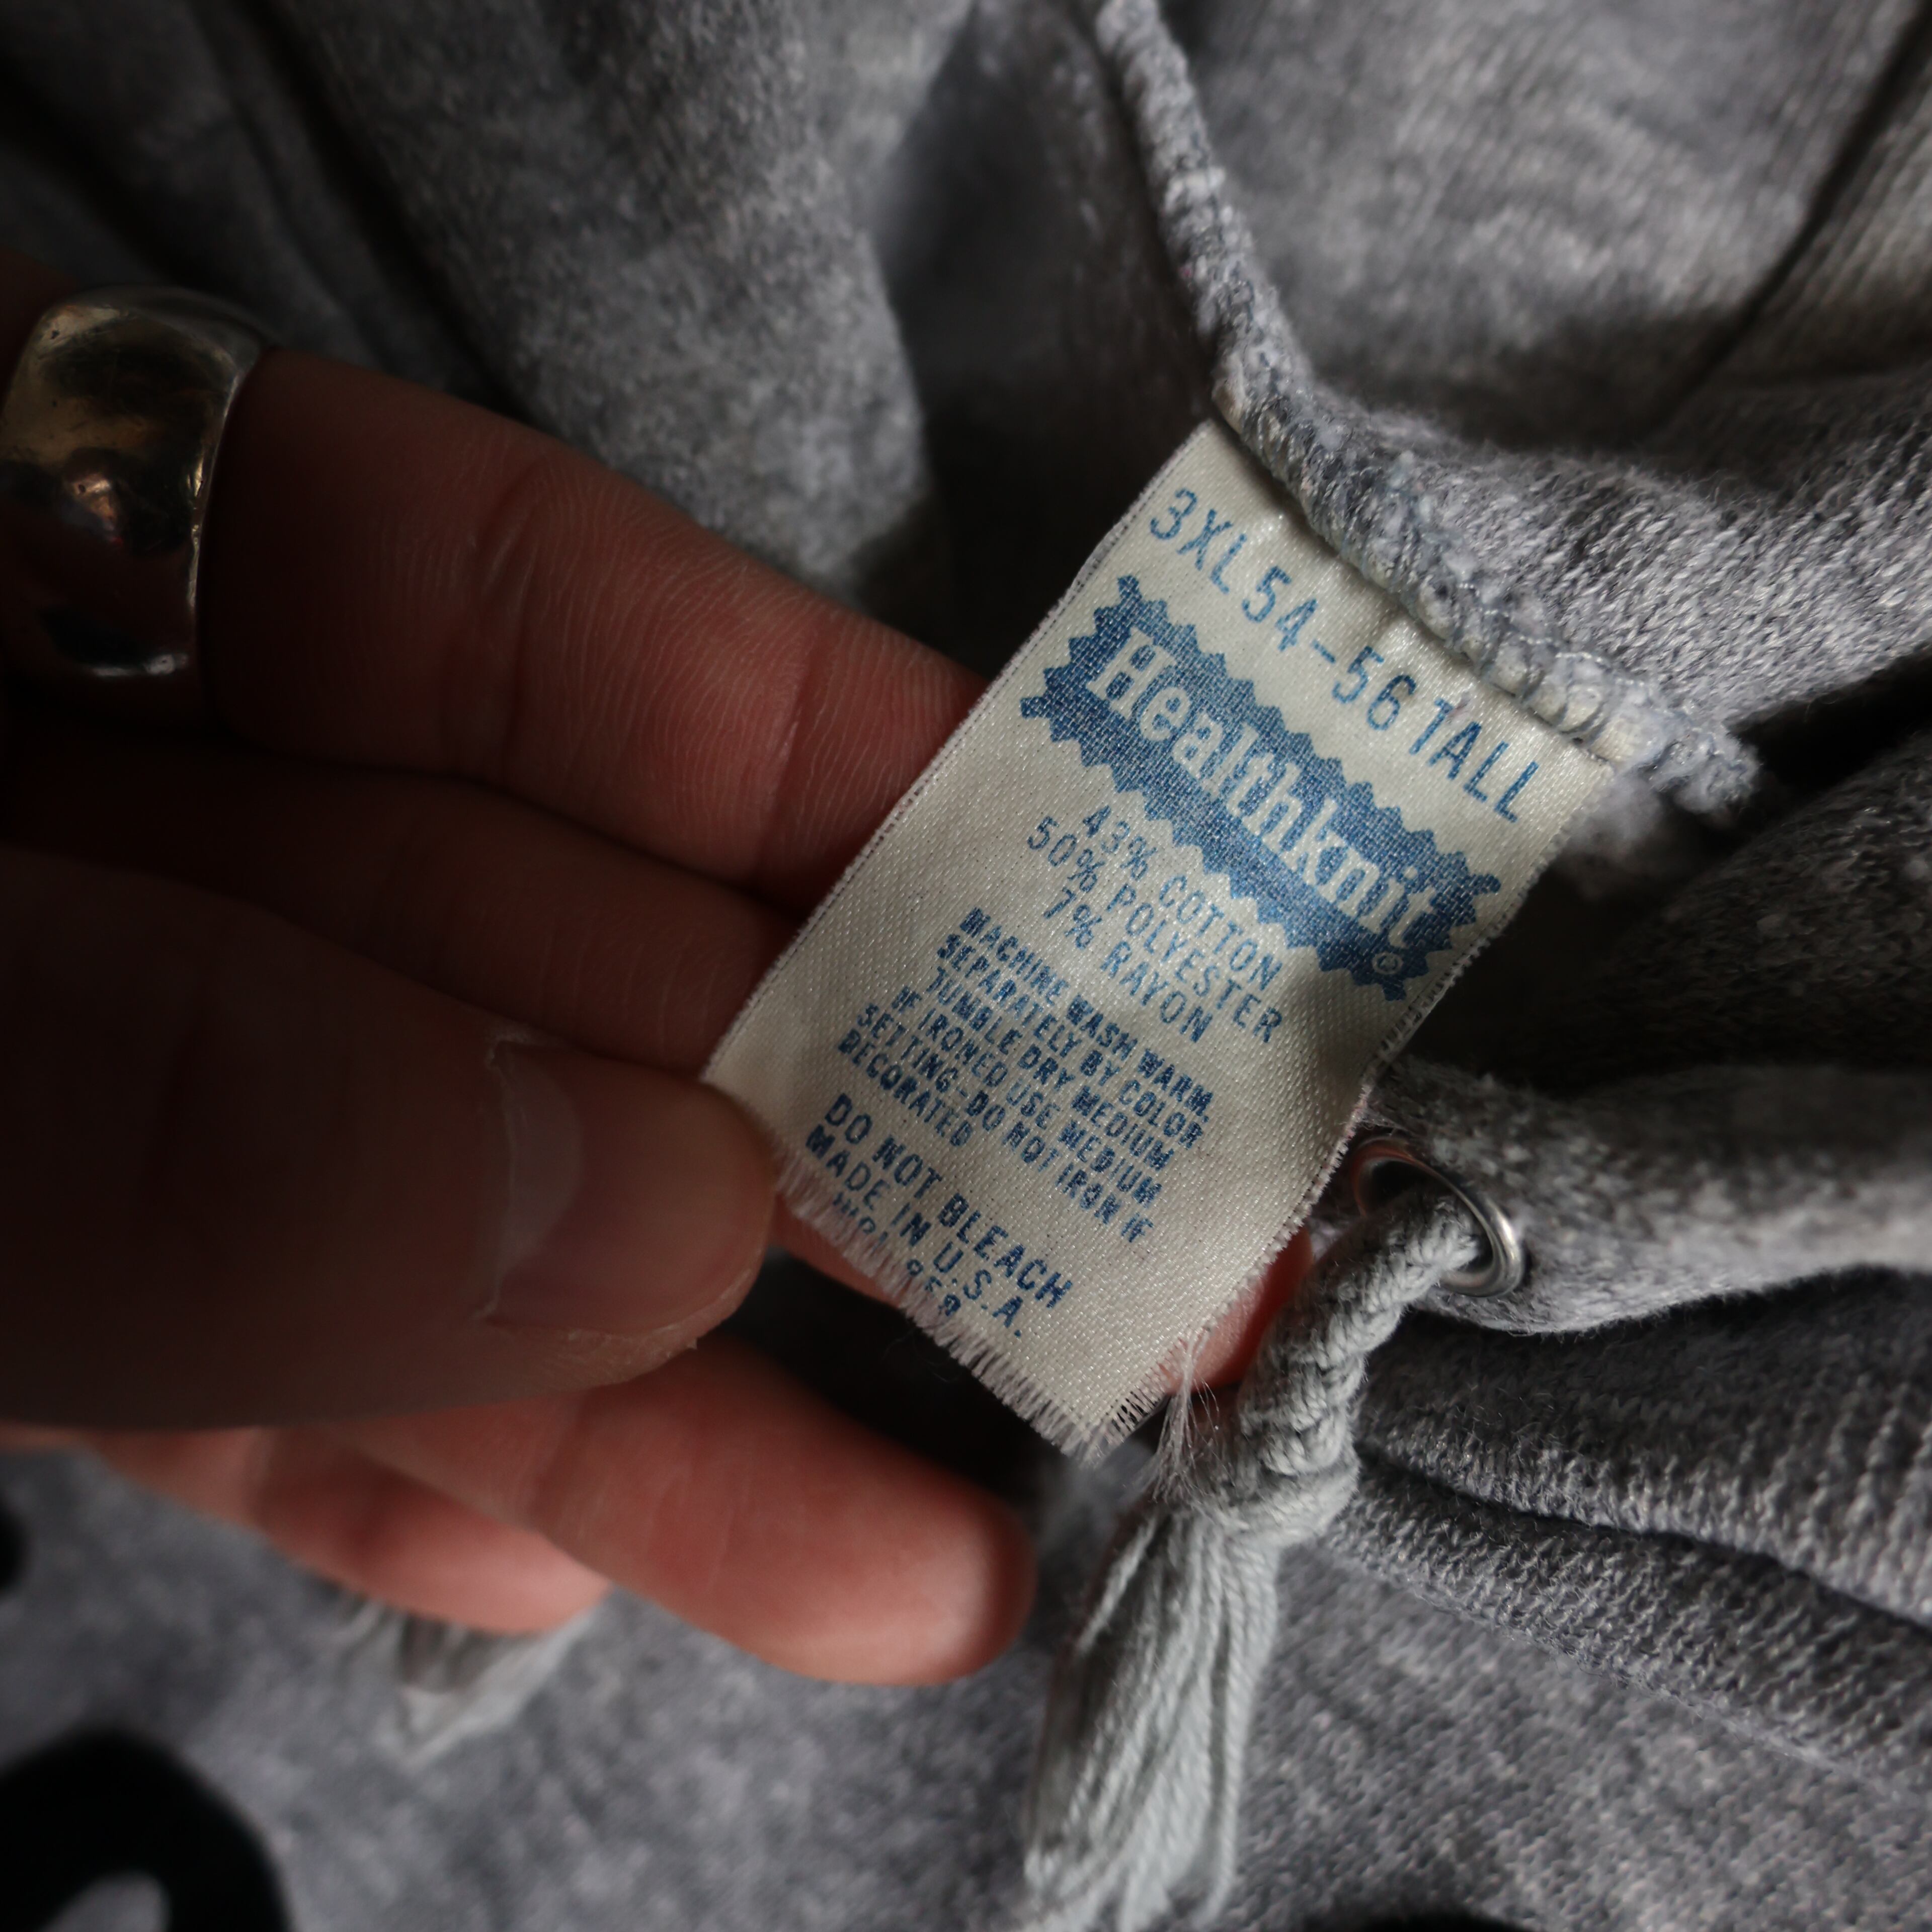 3XL 54-56 TALL
Healthknit®
43% COTTON
50% POLYESTER
7% RAYON
MACHINE WASH WARM,
SEPARATELY BY COLOR
TUMBLE DRY MEDIUM
IF IRONED USE MEDIUM
SETTING-DO NOT IRON IF
DECORATED
DO NOT BLEACH
MADE IN U.S.A.